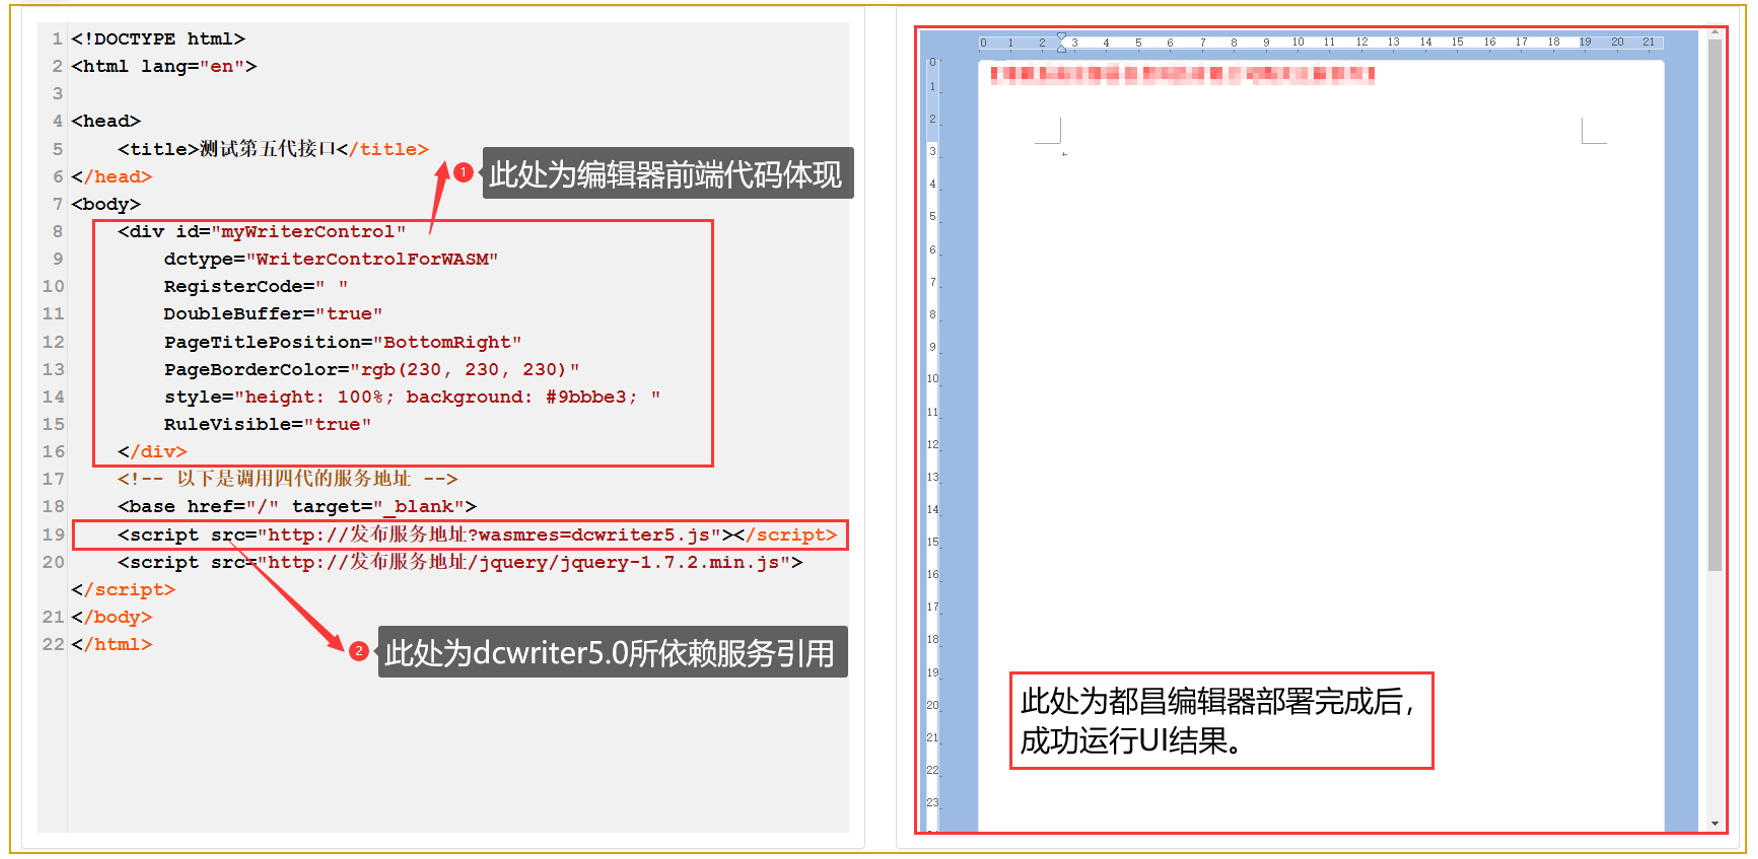 1 <!DOCTYPE html>
2 <html lang="en">
3
4 <head>
5 <title>测试第五代接口</title>
6 </head>
7 <body>
8 <div id="myWriterControl"
9 dctype="WriterControlForWASM"
10 RegisterCode=" "
11 DoubleBuffer="true"
12 PageTitlePosition="BottomRight"
13 PageBorderColor="rgb(230, 230, 230)"
14 style="height: 100%; background: #9bbbe3; "
15 RuleVisible="true"
16 </div>
17 <!-- 以下是调用四代的服务地址 -->
18 <base href="/" target="_blank">
19 <script src="http://发布服务地址?wasmres=dcwriter5.js"></script>
20 <script src="http://发布服务地址/jquery/jquery-1.7.2.min.js">
</script>
21 </body>
22 </html>
1 此处为编辑器前端代码体现
2 此处为dcwriter5.0所依赖服务引用
0 1 2 3 4 5 6 7 8 9 10 11 12 13 14 15 16 17 18 19 20 21
0
1
2
3
4
5
6
7
8
9
10
11
12
13
14
15
16
17
18
19
20
21
22
23
此处为都昌编辑器部署完成后，
成功运行UI结果。